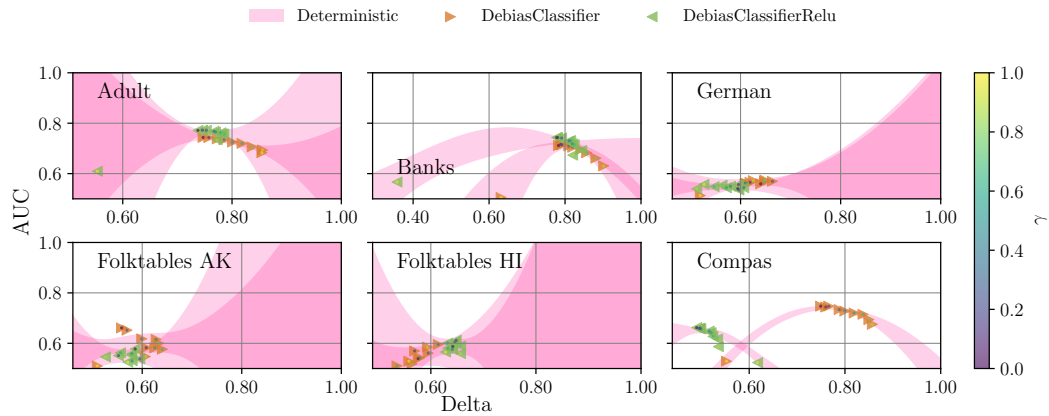 Deterministic DebiasClassifier DebiasClassifierRelu
AUC
1.0
0.8
0.6
Adult
0.60 0.80 1.00
Banks
0.40 0.60 0.80 1.00
German
0.60 0.80 1.00
1.0
0.8
0.6
Folktables AK
0.60 0.80 1.00
Folktables HI
0.60 0.80 1.00
Compas
0.60 0.80 1.00
Delta
1.0
0.8
0.6
0.4
0.2
0.0
γ